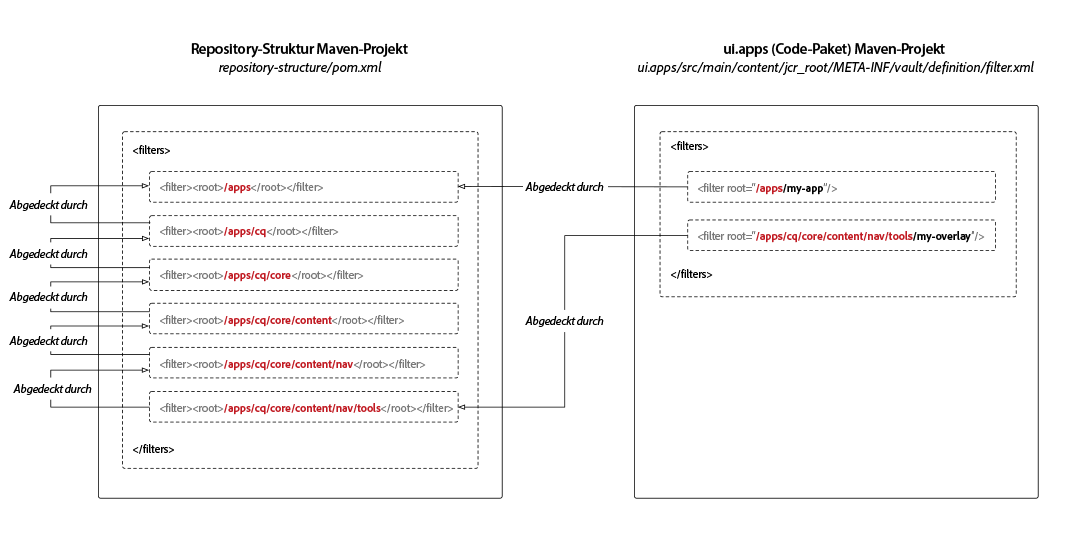 Repository-Struktur Maven-Projekt
repository-structure/pom.xml
<filters>
<filter><root>/apps</root></filter>
<filter><root>/apps/cq</root></filter>
<filter><root>/apps/cq/core</root></filter>
<filter><root>/apps/cq/core/content</root></filter>
<filter><root>/apps/cq/core/content/nav</root></filter>
<filter><root>/apps/cq/core/content/nav/tools</root></filter>
</filters>
Abgedeckt durch
Abgedeckt durch
Abgedeckt durch
Abgedeckt durch
Abgedeckt durch
Abgedeckt durch
Abgedeckt durch
ui.apps (Code-Paket) Maven-Projekt
ui.apps/src/main/content/jcr_root/META-INF/vault/definition/filter.xml
<filters>
<filter root="/apps/my-app"/>
<filter root="/apps/cq/core/content/nav/tools/my-overlay"/>
</filters>